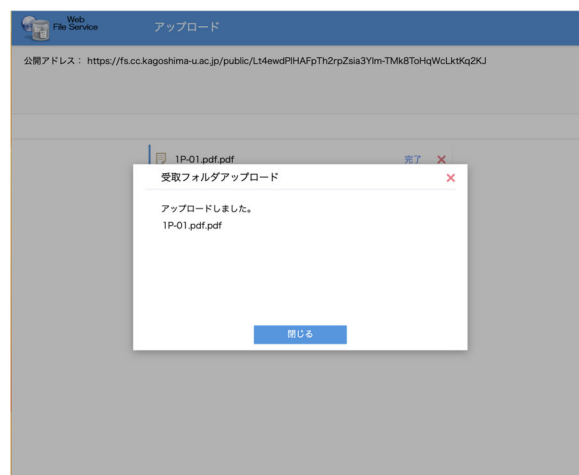 Web
File Service
アップロード
公開アドレス： https://fs.cc.kagoshima-u.ac.jp/public/Lt4ewdPIHAFpTh2rpZsia3YIm-TMk8ToHqWcLktKq2KJ
1P-01.pdf.pdf
完了
受取フォルダアップロード
アップロードしました。
1P-01.pdf.pdf
閉じる